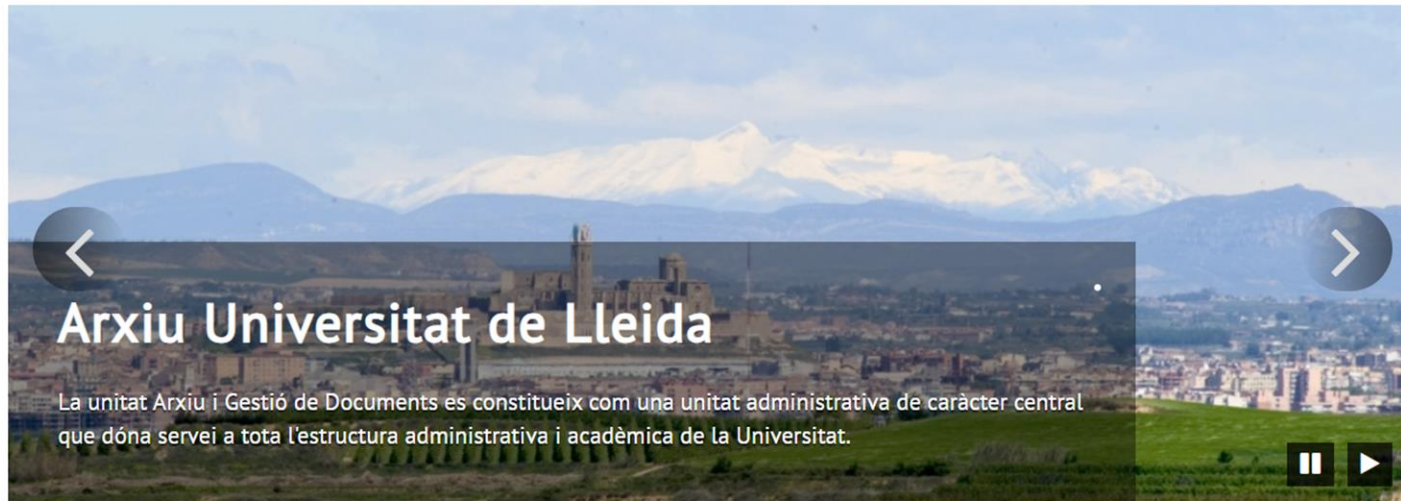 Arxiu Universitat de Lleida
La unitat Arxiu i Gestió de Documents es constitueix com una unitat administrativa de caràcter central
que dóna servei a tota l'estructura administrativa i acadèmica de la Universitat.